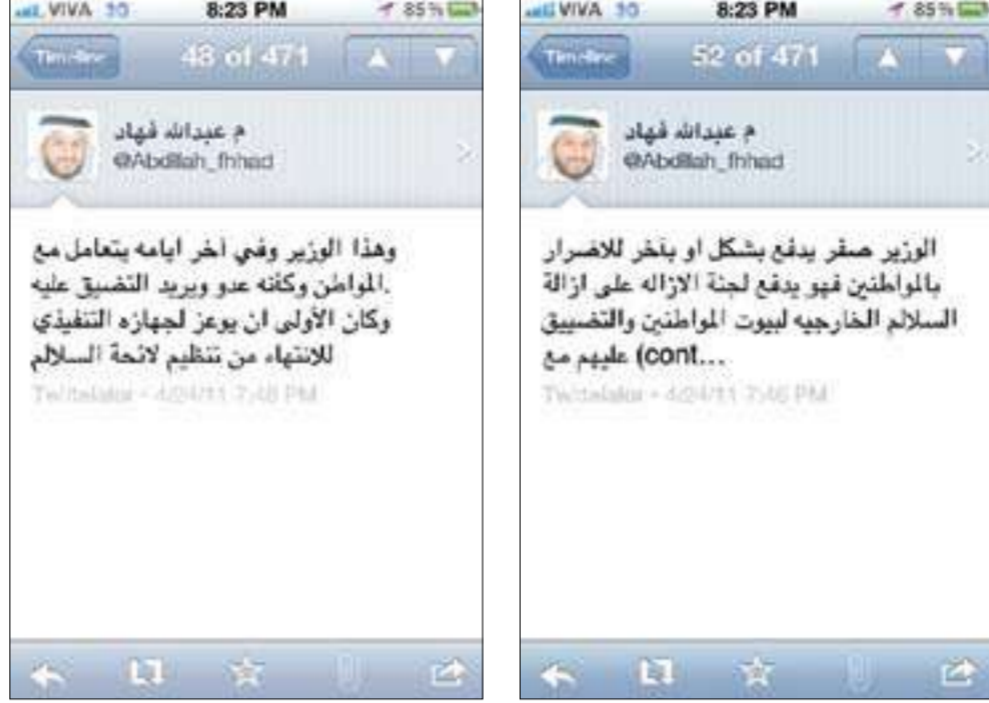 VIVA 3G 8:23 PM 85%
Timeline 48 of 471
م عبدالله فهاد
@Abdllah_fhhad
وهذا الوزير وفي آخر ايامه يتعامل مع
المواطن وكأنه عدو ويريد التضيق عليه.
وكان الأولى ان يوعز لجهازه التنفيذي
للانتهاء من تنظيم لائحة السلالم
4/24/11 7:48 PM
VIVA 3G 8:23 PM 85%
Timeline 52 of 471
م عبدالله فهاد
@Abdllah_fhhad
الوزير صقر يدفع بشكل او بآخر للاضرار
بالمواطنين فهو يدفع لجنة الازاله على ازالة
السلالم الخارجيه لبيوت المواطنين والتضييق
عليهم مع (cont...
4/24/11 7:46 PM